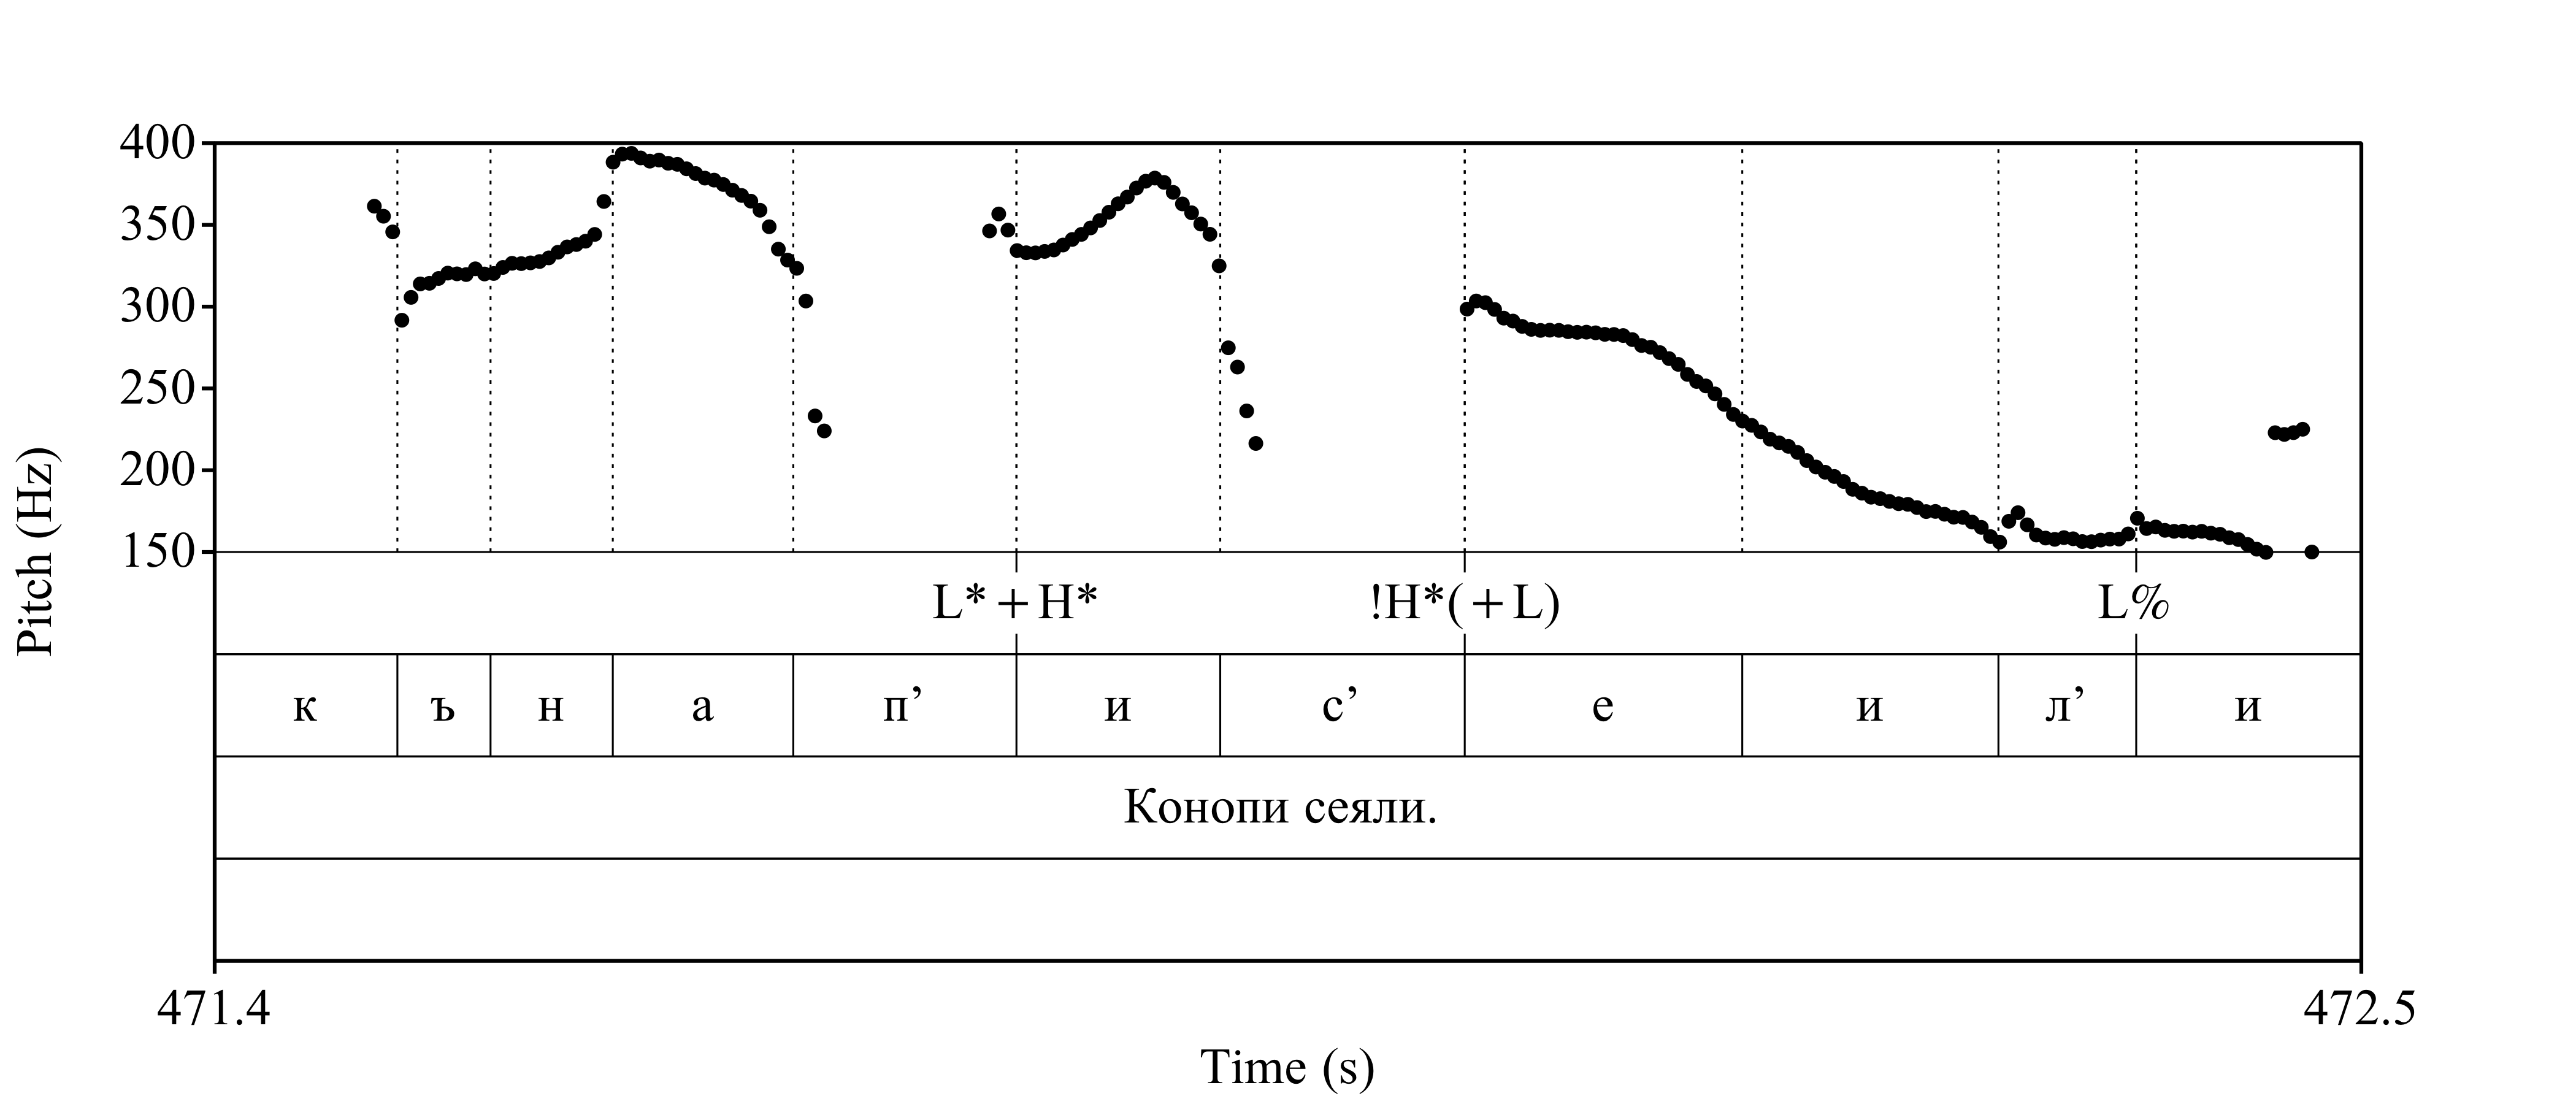 400
350
300
250
200
150
Pitch (Hz)
L*+H* !H*(+L) L%
к ъ н а п’ и с’ е и л’ и
Конопи сеяли.
471.4 472.5
Time (s)